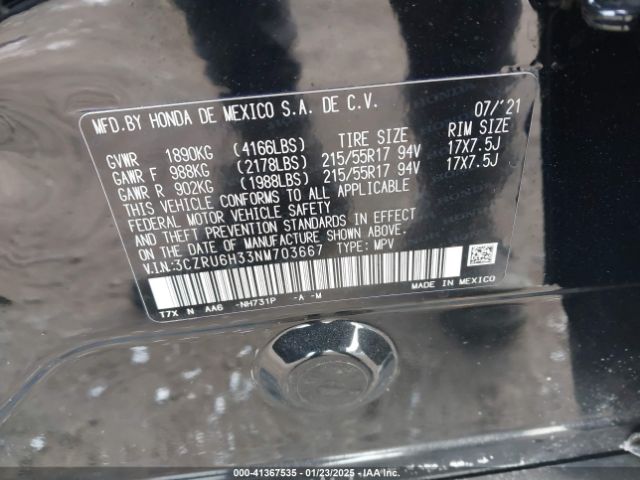 MFD.BY HONDA DE MEXICO S.A. DE C.V. 07/'21
TIRE SIZE RIM SIZE
GVWR 1890KG (4166LBS)
GAWR F 988KG (2178LBS) 215/55R17 94V 17X7.5J
GAWR R 902KG (1988LBS) 215/55R17 94V 17X7.5J
THIS VEHICLE CONFORMS TO ALL APPLICABLE
FEDERAL MOTOR VEHICLE SAFETY
AND THEFT PREVENTION STANDARDS IN EFFECT
ON THE DATE OF MANUFACTURE SHOWN ABOVE.
V.I.N.:3CZRU6H33NM703667 TYPE: MPV
T7X N AA6 -NH731P -A -M MADE IN MEXICO
000-41367535 - 01/23/2025 - IAA Inc.